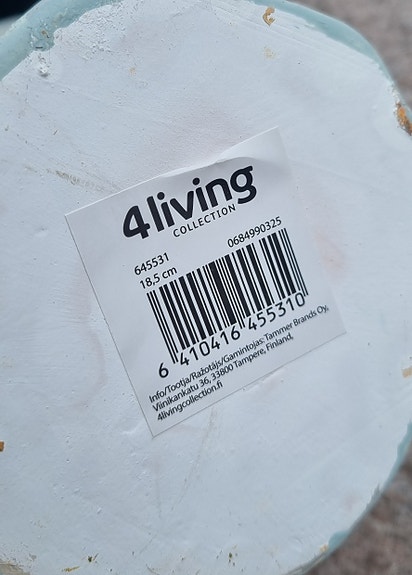 4living
COLLECTION
645531 0684990325
18,5 cm
6 410416 455310
Info/Tootja/Ražotājs/Gamintojas: Tammer Brands Oy,
Viinikankatu 36, 33800 Tampere, Finland,
4livingcollection.fi